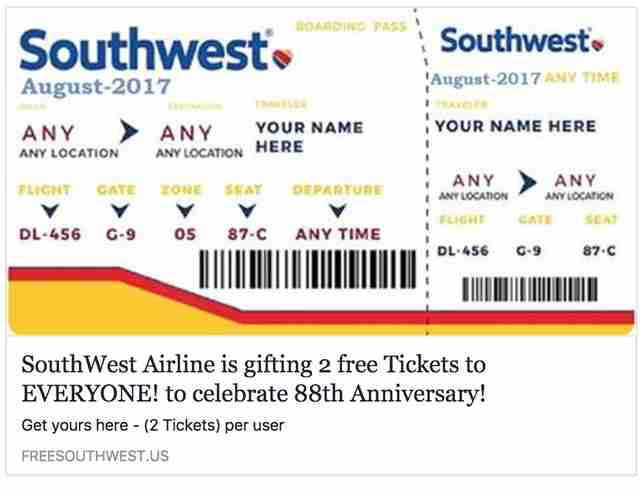 Southwest®
BOARDING PASS
August-2017
ORIGIN
DESTINATION
TRAVELER
ANY
ANY LOCATION
ANY
ANY LOCATION
YOUR NAME
HERE
FLIGHT GATE ZONE SEAT DEPARTURE
DL-456 G-9 05 87-C ANY TIME
Southwest
August-2017 ANY TIME
TRAVELER
YOUR NAME HERE
ANY
ANY LOCATION
ANY
ANY LOCATION
FLIGHT GATE SEAT
DL-456 G-9 87-C
SouthWest Airline is gifting 2 free Tickets to
EVERYONE! to celebrate 88th Anniversary!
Get yours here - (2 Tickets) per user
FREESOUTHWEST.US